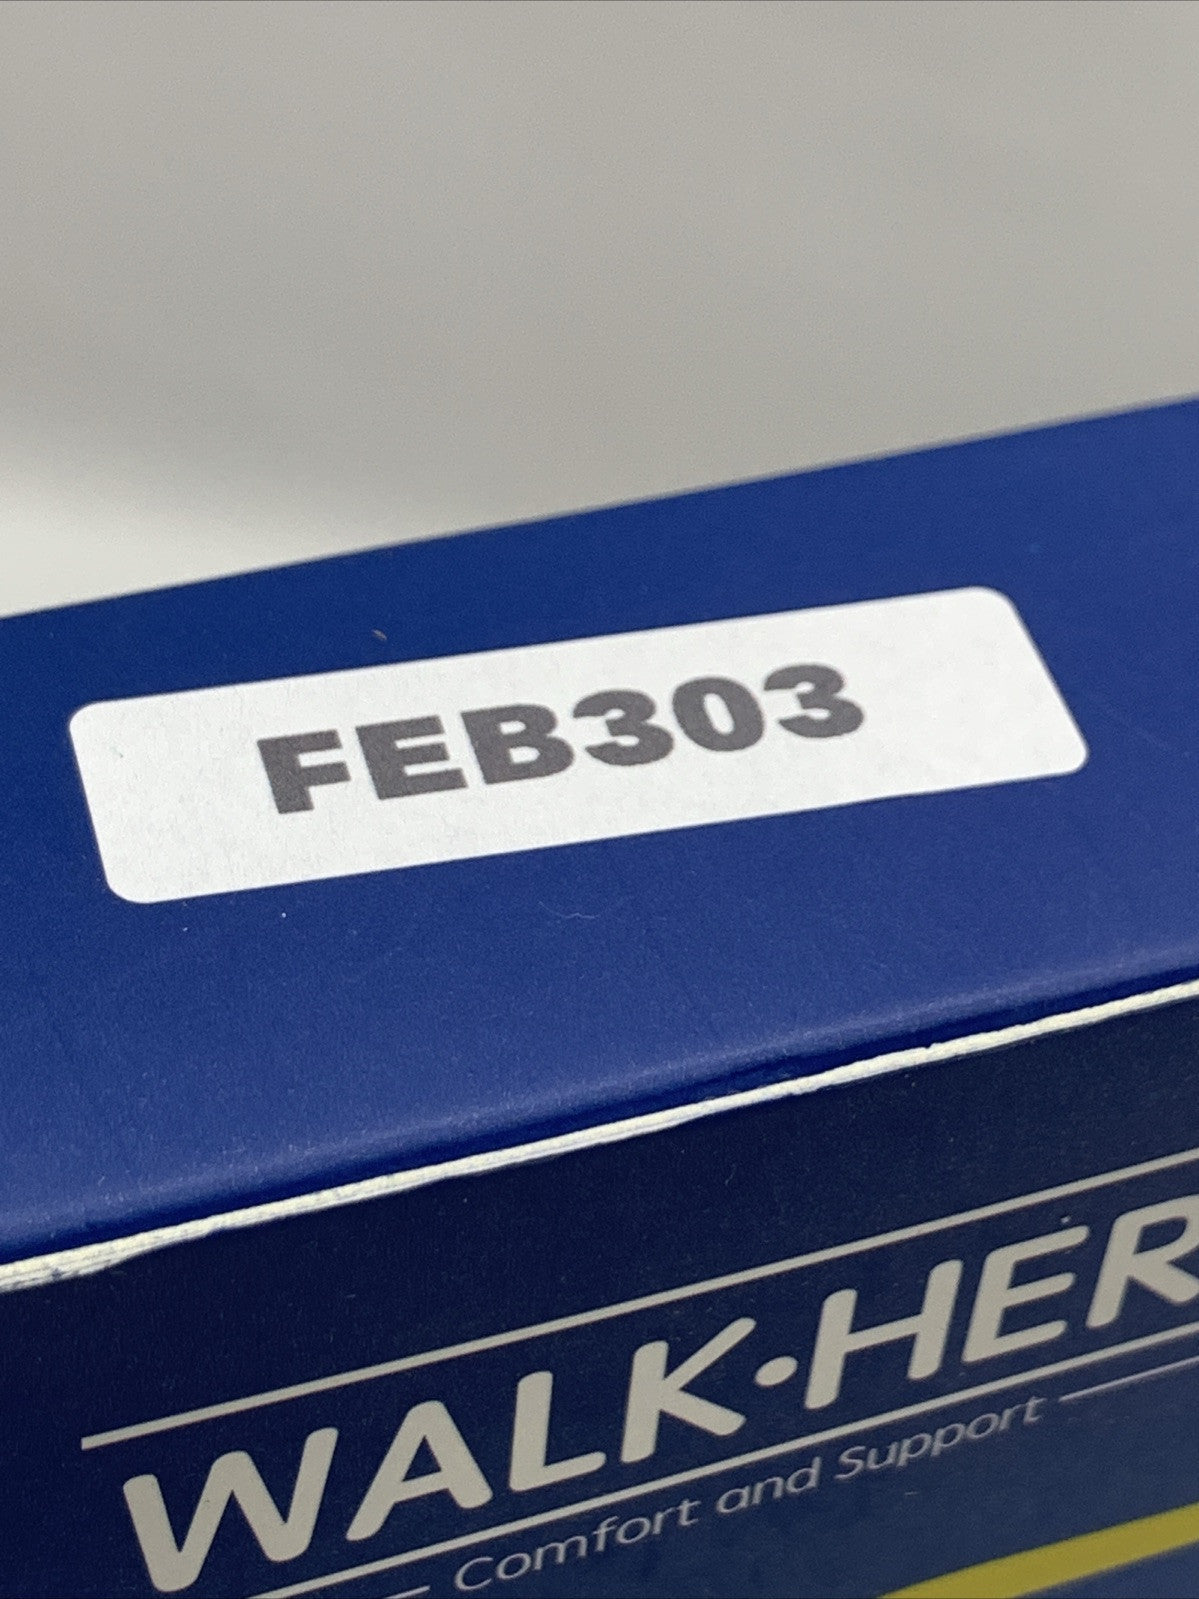 FEB303
WALK·HER
Comfort and Support